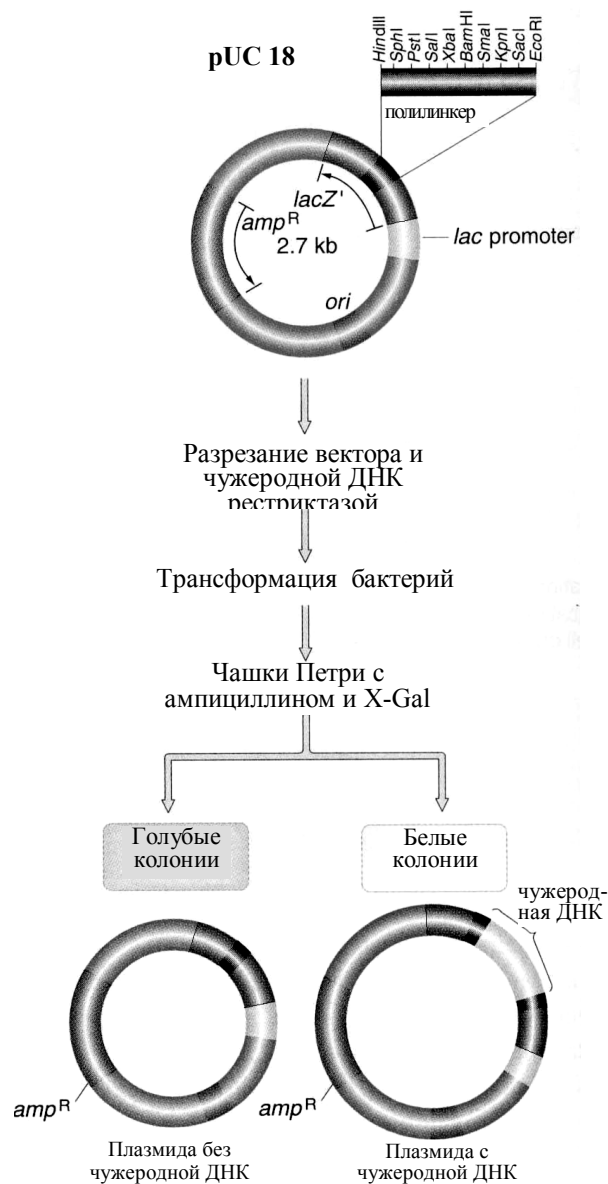 pUC 18
HindIII
SphI
PstI
SalI
XbaI
BamHI
SmaI
KpnI
SacI
EcoRI
полилинкер
lacZ'
ampR
2.7 kb
lac promoter
ori
Разрезание вектора и
чужеродной ДНК
рестриктазой
Трансформация бактерий
Чашки Петри с
ампициллином и X-Gal
Голубые
колонии
Белые
колонии
чужерод-
ная ДНК
ampR
ampR
Плазмида без
чужеродной ДНК
Плазмида с
чужеродной ДНК